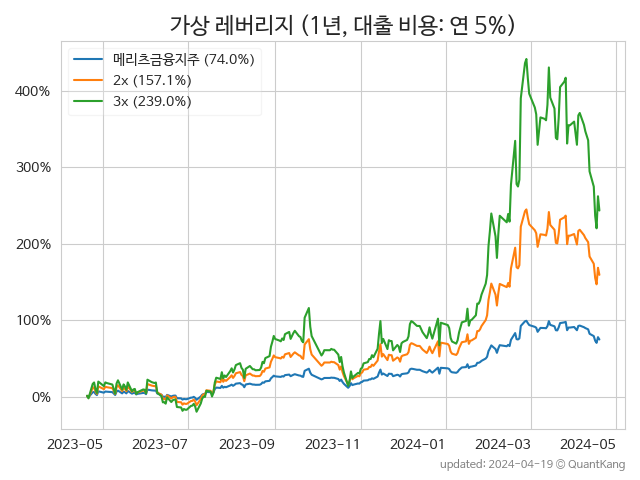 가상 레버리지 (1년, 대출 비용: 연 5%)
메리츠금융지주 (74.0%)
2x (157.1%)
3x (239.0%)
400%
300%
200%
100%
0%
2023-05 2023-07 2023-09 2023-11 2024-01 2024-03 2024-05
updated: 2024-04-19 © QuantKang